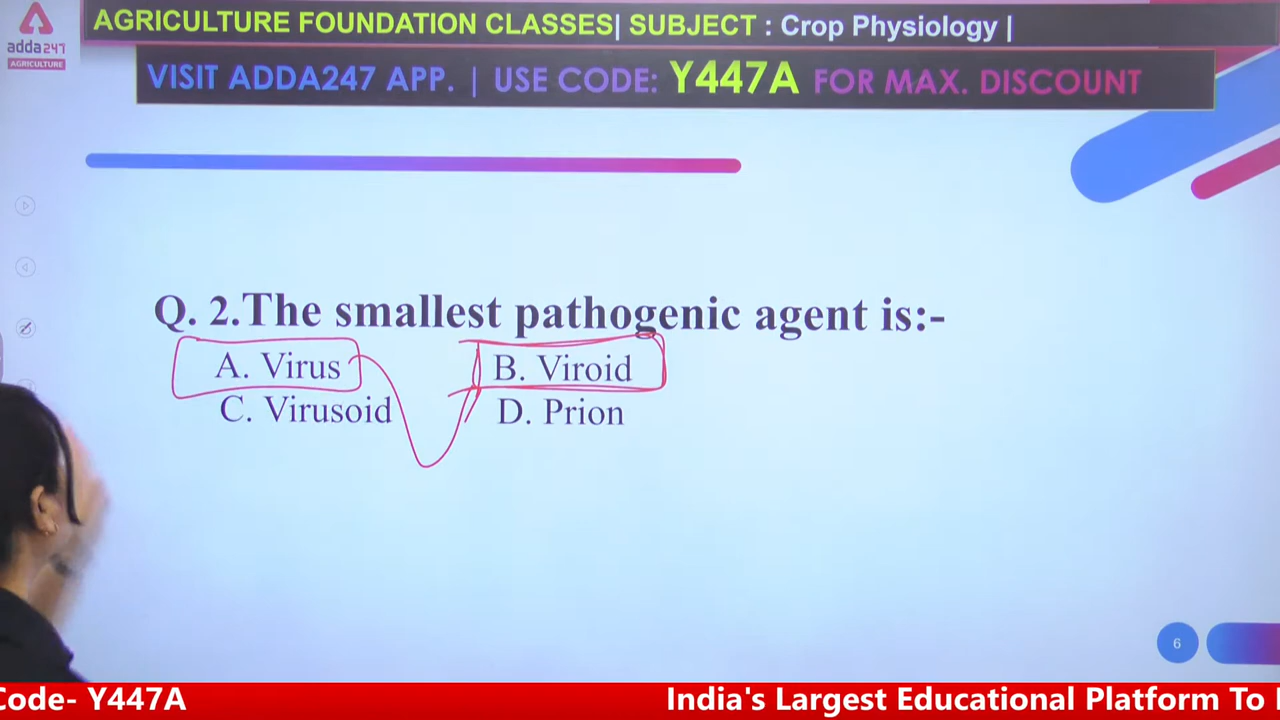 adda247
AGRICULTURE
AGRICULTURE FOUNDATION CLASSES| SUBJECT : Crop Physiology |
VISIT ADDA247 APP. | USE CODE: Y447A FOR MAX. DISCOUNT
Q. 2.The smallest pathogenic agent is:-
A. Virus B. Viroid
C. Virusoid D. Prion
6
Code- Y447A India's Largest Educational Platform To